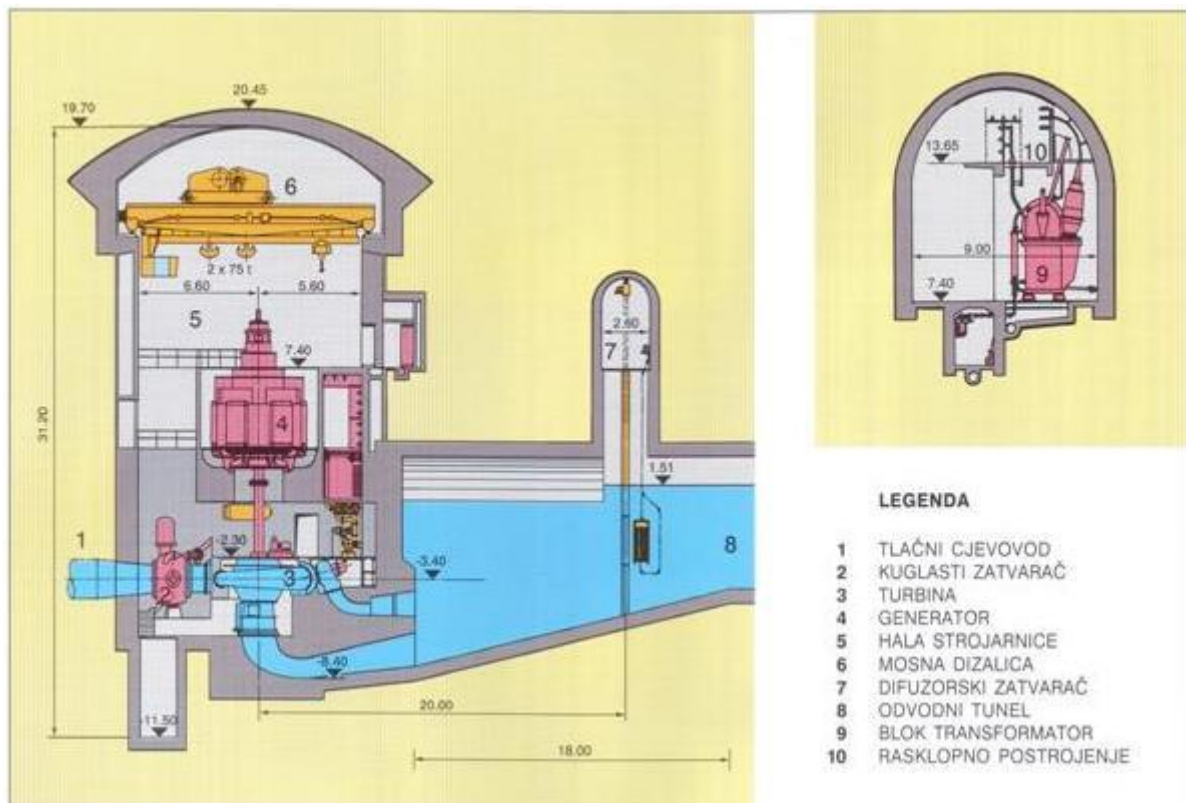 20.45
19.70
6
2 x 75 t
6.60
5.60
5
7.40
4
31.20
1
2
-2.30
3
-3.40
-8.40
-11.50
20.00
18.00
2.60
7
1.51
8
10
13.65
9.00
9
7.40
LEGENDA
1 TLAČNI CJEVOVOD
2 KUGLASTI ZATVARAČ
3 TURBINA
4 GENERATOR
5 HALA STROJARNICE
6 MOSNA DIZALICA
7 DIFUZORSKI ZATVARAČ
8 ODVODNI TUNEL
9 BLOK TRANSFORMATOR
10 RASKLOPNO POSTROJENJE